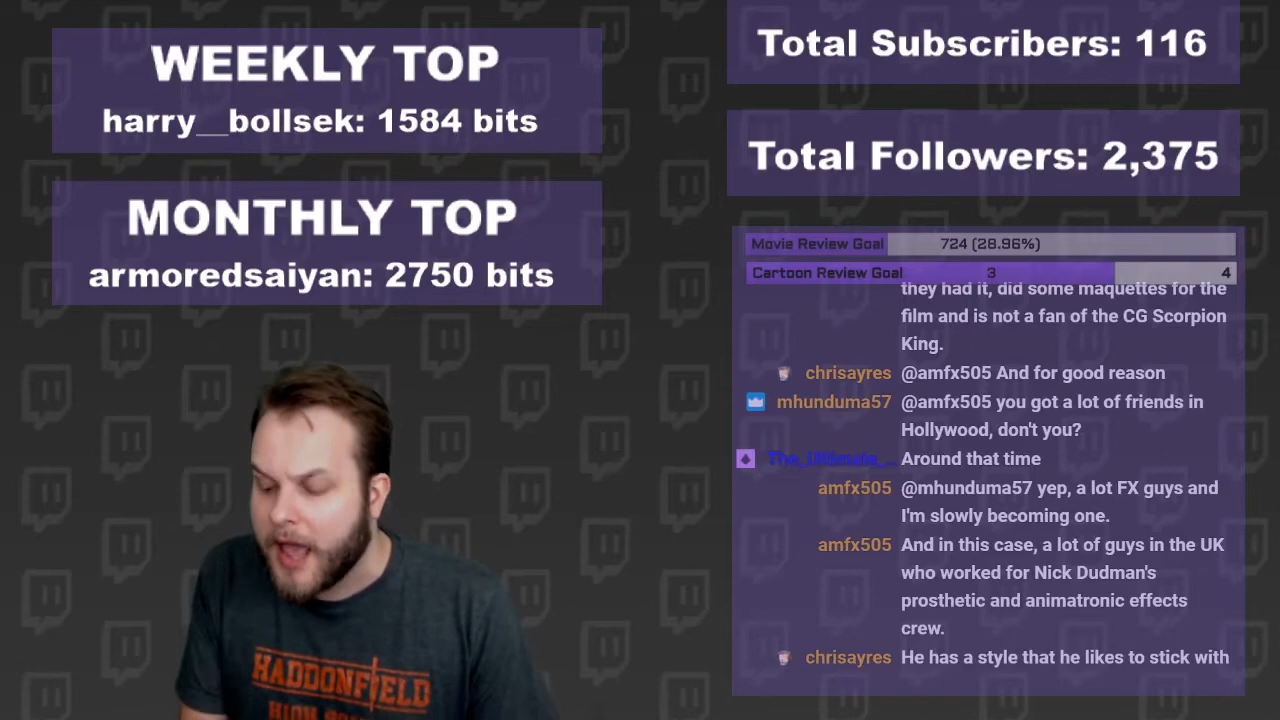 WEEKLY TOP
harry__bollsek: 1584 bits
MONTHLY TOP
armoredsaiyan: 2750 bits
Total Subscribers: 116
Total Followers: 2,375
Movie Review Goal 724 (28.96%)
Cartoon Review Goal 3 4
they had it, did some maquettes for the
film and is not a fan of the CG Scorpion
King.
chrisayres @amfx505 And for good reason
mhunduma57 @amfx505 you got a lot of friends in
Hollywood, don't you?
The_Ultimate_... Around that time
amfx505 @mhunduma57 yep, a lot FX guys and
I'm slowly becoming one.
amfx505 And in this case, a lot of guys in the UK
who worked for Nick Dudman's
prosthetic and animatronic effects
crew.
chrisayres He has a style that he likes to stick with
HADDONFIELD
HIGH